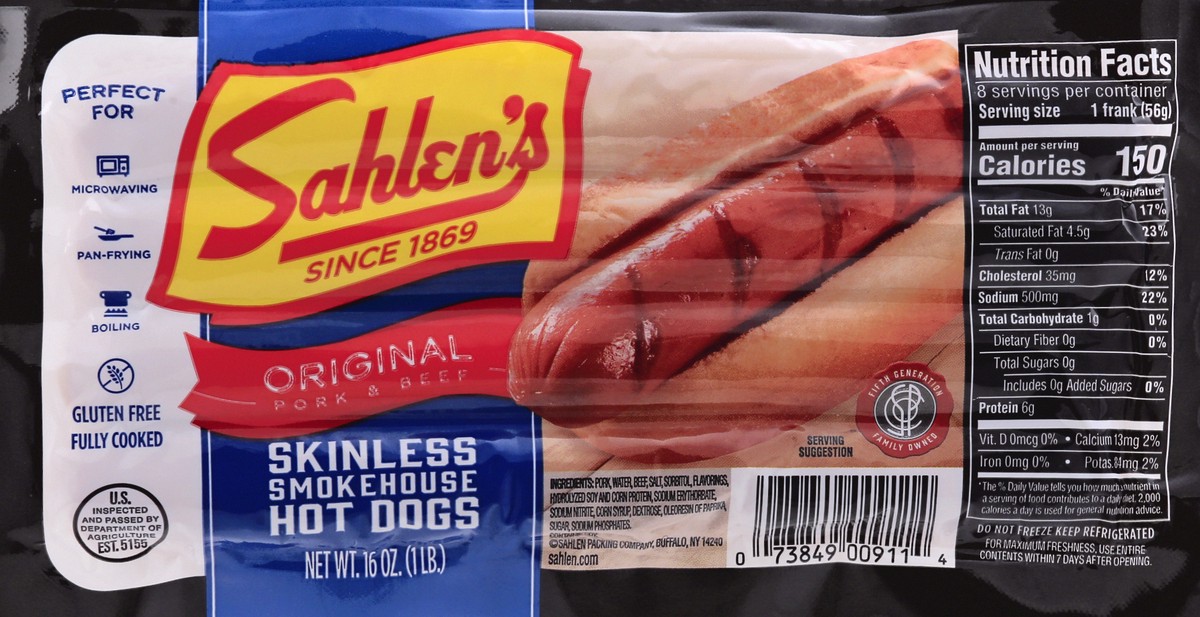 PERFECT
FOR
MICROWAVING
PAN-FRYING
BOILING
GLUTEN FREE
FULLY COOKED
U.S.
INSPECTED
AND PASSED BY
DEPARTMENT OF
AGRICULTURE
EST. 5155
Sahlen's
SINCE 1869
ORIGINAL
PORK & BEEF
SKINLESS
SMOKEHOUSE
HOT DOGS
NET WT. 16 OZ. (1 LB.)
FIFTH GENERATION
FAMILY OWNED
SERVING
SUGGESTION
INGREDIENTS: PORK, WATER, BEEF, SALT, SORBITOL, FLAVORINGS,
HYDROLYZED SOY AND CORN PROTEIN, SODIUM ERYTHORBATE,
SODIUM NITRITE, CORN SYRUP, DEXTROSE, OLEORESIN OF PAPRIKA,
SUGAR, SODIUM PHOSPHATES.
©SAHLEN PACKING COMPANY, BUFFALO, NY 14240
sahlen.com
0 73849 00911 4
Nutrition Facts
8 servings per container
Serving size 1 frank (56g)
Amount per serving
Calories 150
% Daily Value*
Total Fat 13g 17%
Saturated Fat 4.5g 23%
Trans Fat 0g
Cholesterol 35mg 12%
Sodium 500mg 22%
Total Carbohydrate 1g 0%
Dietary Fiber 0g 0%
Total Sugars 0g
Includes 0g Added Sugars 0%
Protein 6g
Vit. D 0mcg 0% • Calcium 13mg 2%
Iron 0mg 0% • Potas. 84mg 2%
*The % Daily Value tells you how much a nutrient in
a serving of food contributes to a daily diet. 2,000
calories a day is used for general nutrition advice.
DO NOT FREEZE KEEP REFRIGERATED
FOR MAXIMUM FRESHNESS, USE ENTIRE
CONTENTS WITHIN 7 DAYS AFTER OPENING.